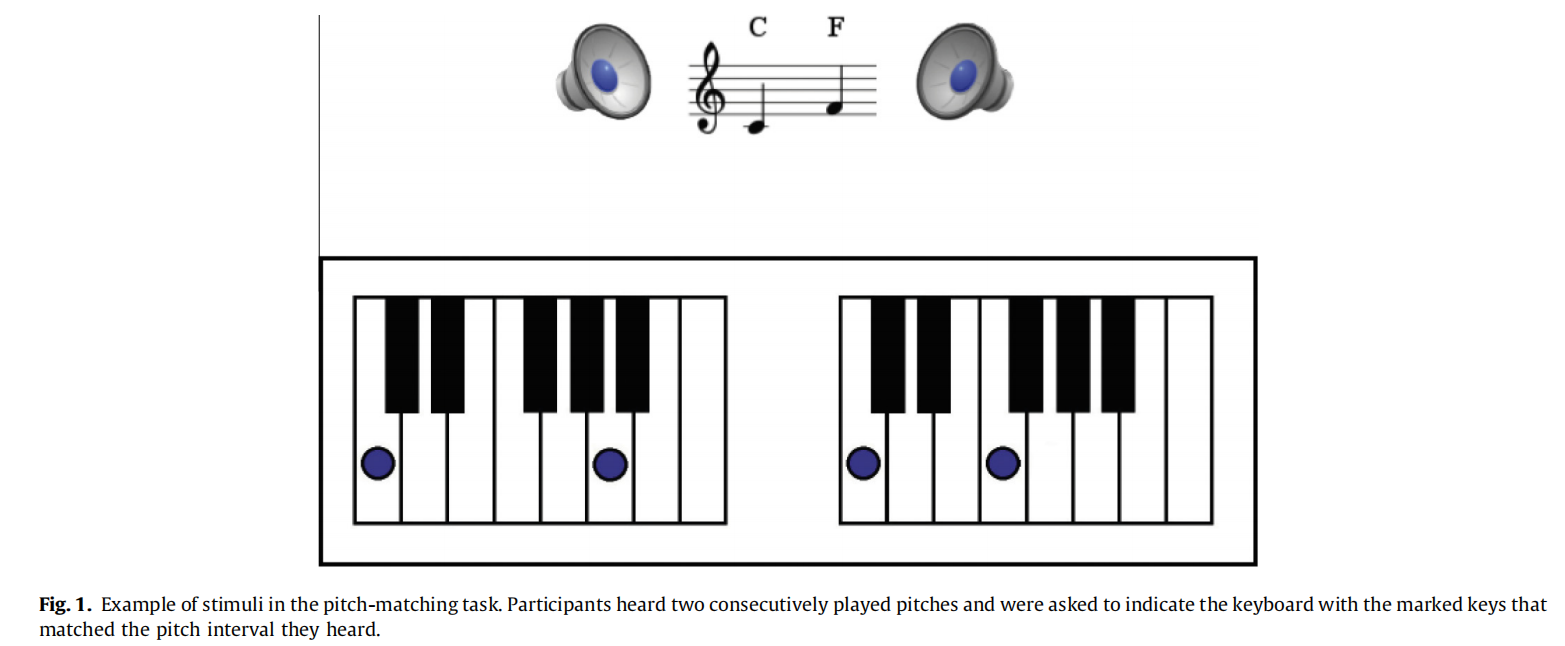 C F
Fig. 1. Example of stimuli in the pitch-matching task. Participants heard two consecutively played pitches and were asked to indicate the keyboard with the marked keys that
matched the pitch interval they heard.